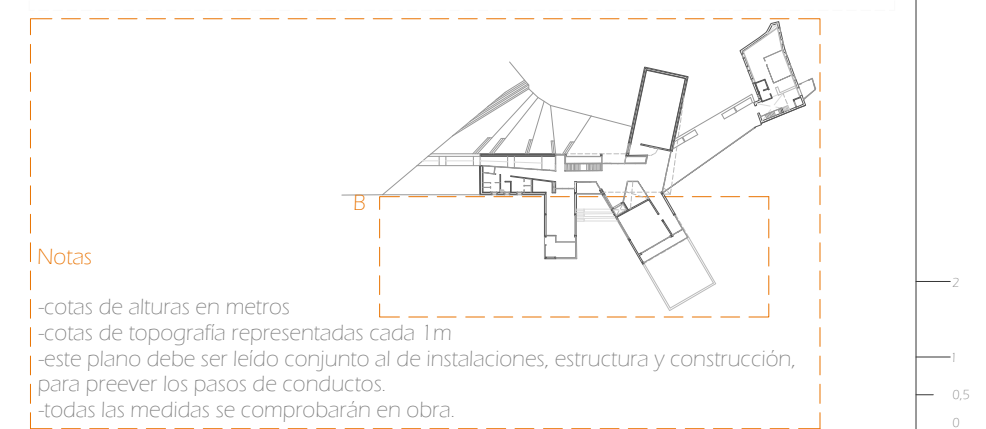 B
Notas
-cotas de alturas en metros
-cotas de topografía representadas cada 1m
-este plano debe ser leído conjunto al de instalaciones, estructura y construcción,
para preever los pasos de conductos.
-todas las medidas se comprobarán en obra.
2
1
0,5
0